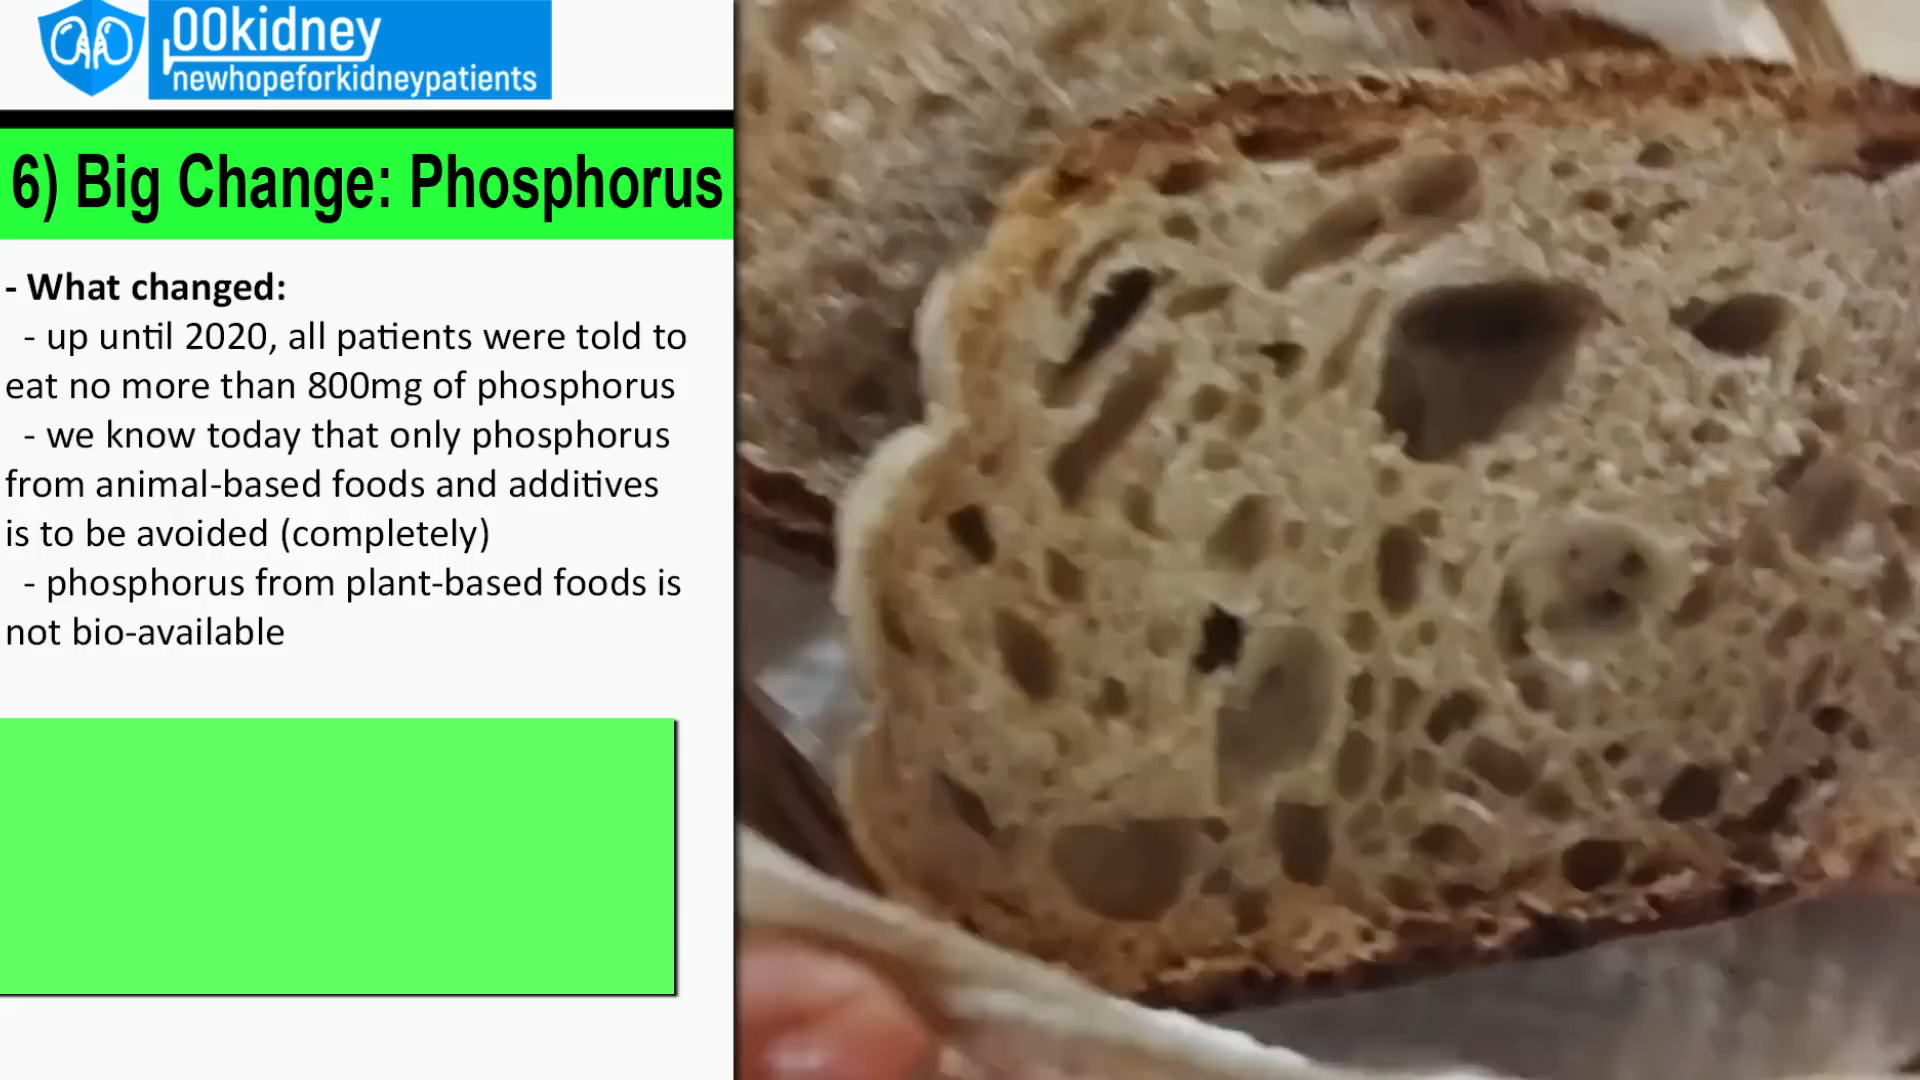 00kidney
newhopeforkidneypatients
6) Big Change: Phosphorus
- What changed:
- up until 2020, all patients were told to
eat no more than 800mg of phosphorus
- we know today that only phosphorus
from animal-based foods and additives
is to be avoided (completely)
- phosphorus from plant-based foods is
not bio-available